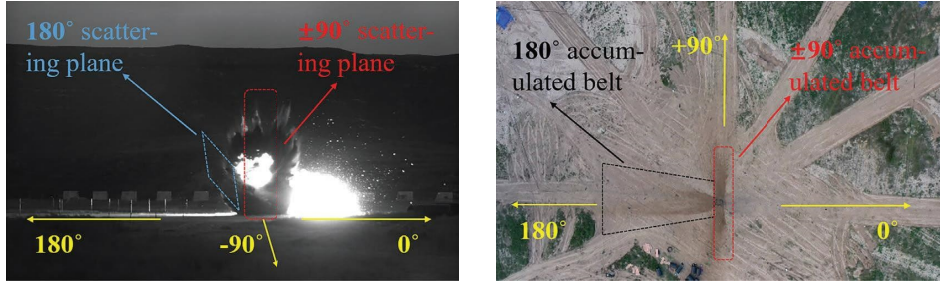 180° scatter-
ing plane
±90° scatter-
ing plane
180°
-90°
0°
180° accum-
ulated belt
+90°
±90° accum-
ulated belt
180°
0°